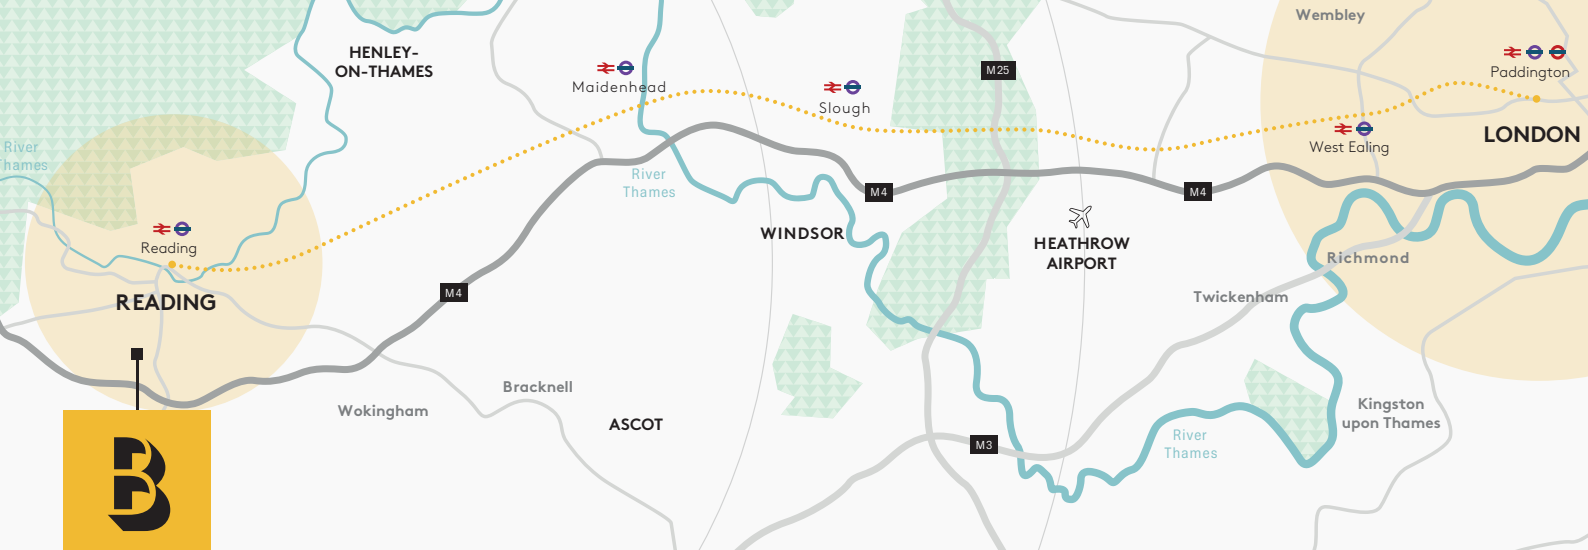 Wembley
HENLEY-
ON-THAMES
Maidenhead
M25
Slough
Paddington
LONDON
West Ealing
River
Thames
River
Thames
M4
M4
Reading
READING
WINDSOR
HEATHROW
AIRPORT
Richmond
Twickenham
M4
Bracknell
Wokingham
ASCOT
Kingston
upon Thames
M3
River
Thames
B